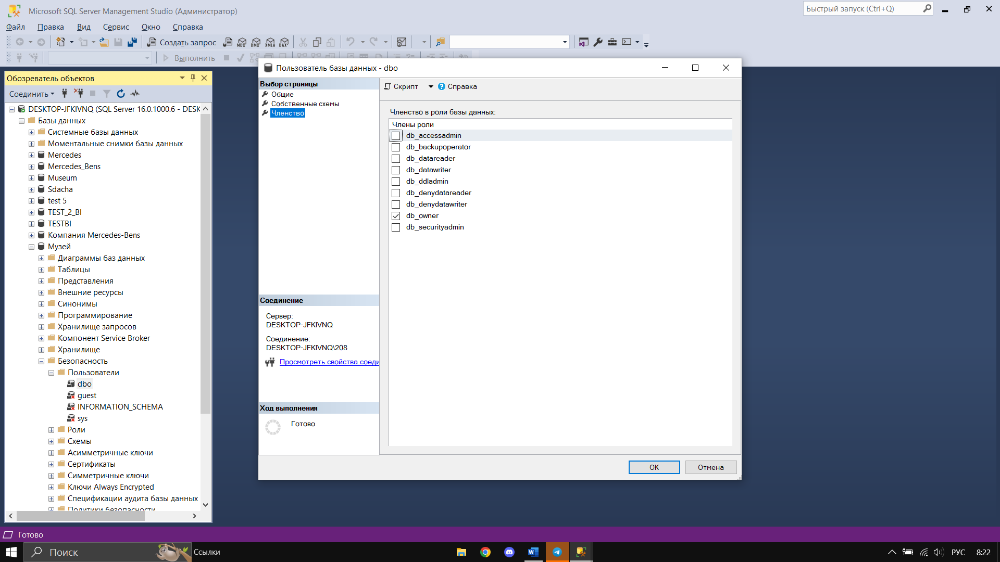 Microsoft SQL Server Management Studio (Администратор)
Быстрый запуск (Ctrl+Q)
Файл Правка Вид Сервис Окно Справка
Создать запрос MDX DMX XMLA DAX
Выполнить
Обозреватель объектов
Соединить
DESKTOP-JFKIVNQ (SQL Server 16.0.1000.6 - DESK
Базы данных
Системные базы данных
Моментальные снимки базы данных
Mercedes
Mercedes_Bens
Museum
Sdacha
test 5
TEST_2_BI
TESTBI
Компания Mercedes-Bens
Музей
Диаграммы баз данных
Таблицы
Представления
Внешние ресурсы
Синонимы
Программирование
Хранилище запросов
Компонент Service Broker
Хранилище
Безопасность
Пользователи
dbo
guest
INFORMATION_SCHEMA
sys
Роли
Схемы
Асимметричные ключи
Сертификаты
Симметричные ключи
Ключи Always Encrypted
Спецификации аудита базы данных
Политики безопасности
Пользователь базы данных - dbo
Выбор страницы
Общие
Собственные схемы
Членство
Соединение
Сервер:
DESKTOP-JFKIVNQ
Соединение:
DESKTOP-JFKIVNQ\208
Просмотреть свойства соеди
Ход выполнения
Готово
Скрипт Справка
Членство в роли базы данных:
Члены роли
db_accessadmin
db_backupoperator
db_datareader
db_datawriter
db_ddladmin
db_denydatareader
db_denydatawriter
db_owner
db_securityadmin
ОК Отмена
Готово
Поиск Ссылки РУС 8:22